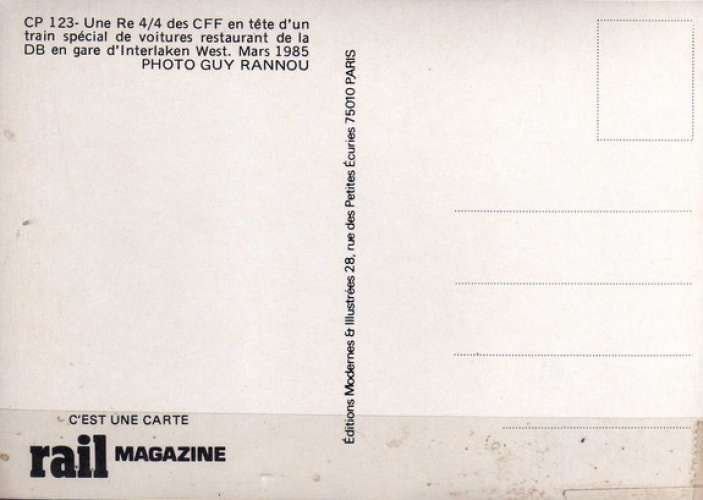 CP 123- Une Re 4/4 des CFF en tête d'un
train spécial de voitures restaurant de la
DB en gare d'Interlaken West. Mars 1985
PHOTO GUY RANNOU
Éditions Modernes & Illustrées 28, rue des Petites Écuries 75010 PARIS
C'EST UNE CARTE
rail MAGAZINE